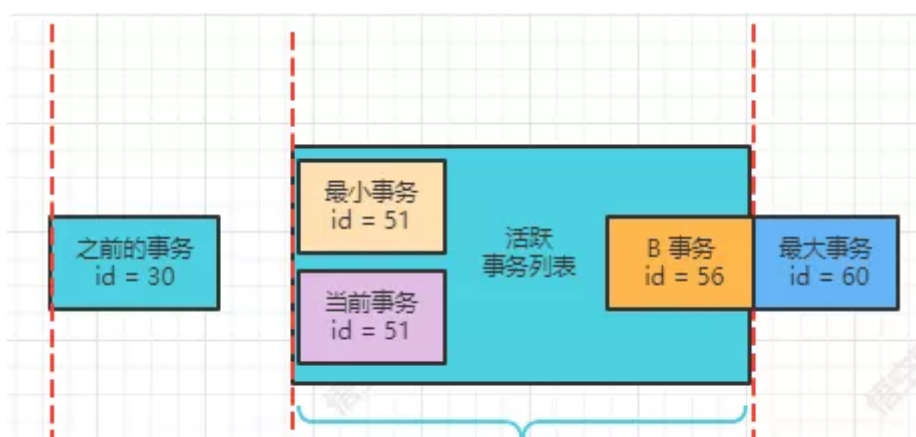 最小事务
id = 51
之前的事务
id = 30
活跃
事务列表
B 事务
id = 56
最大事务
id = 60
当前事务
id = 51